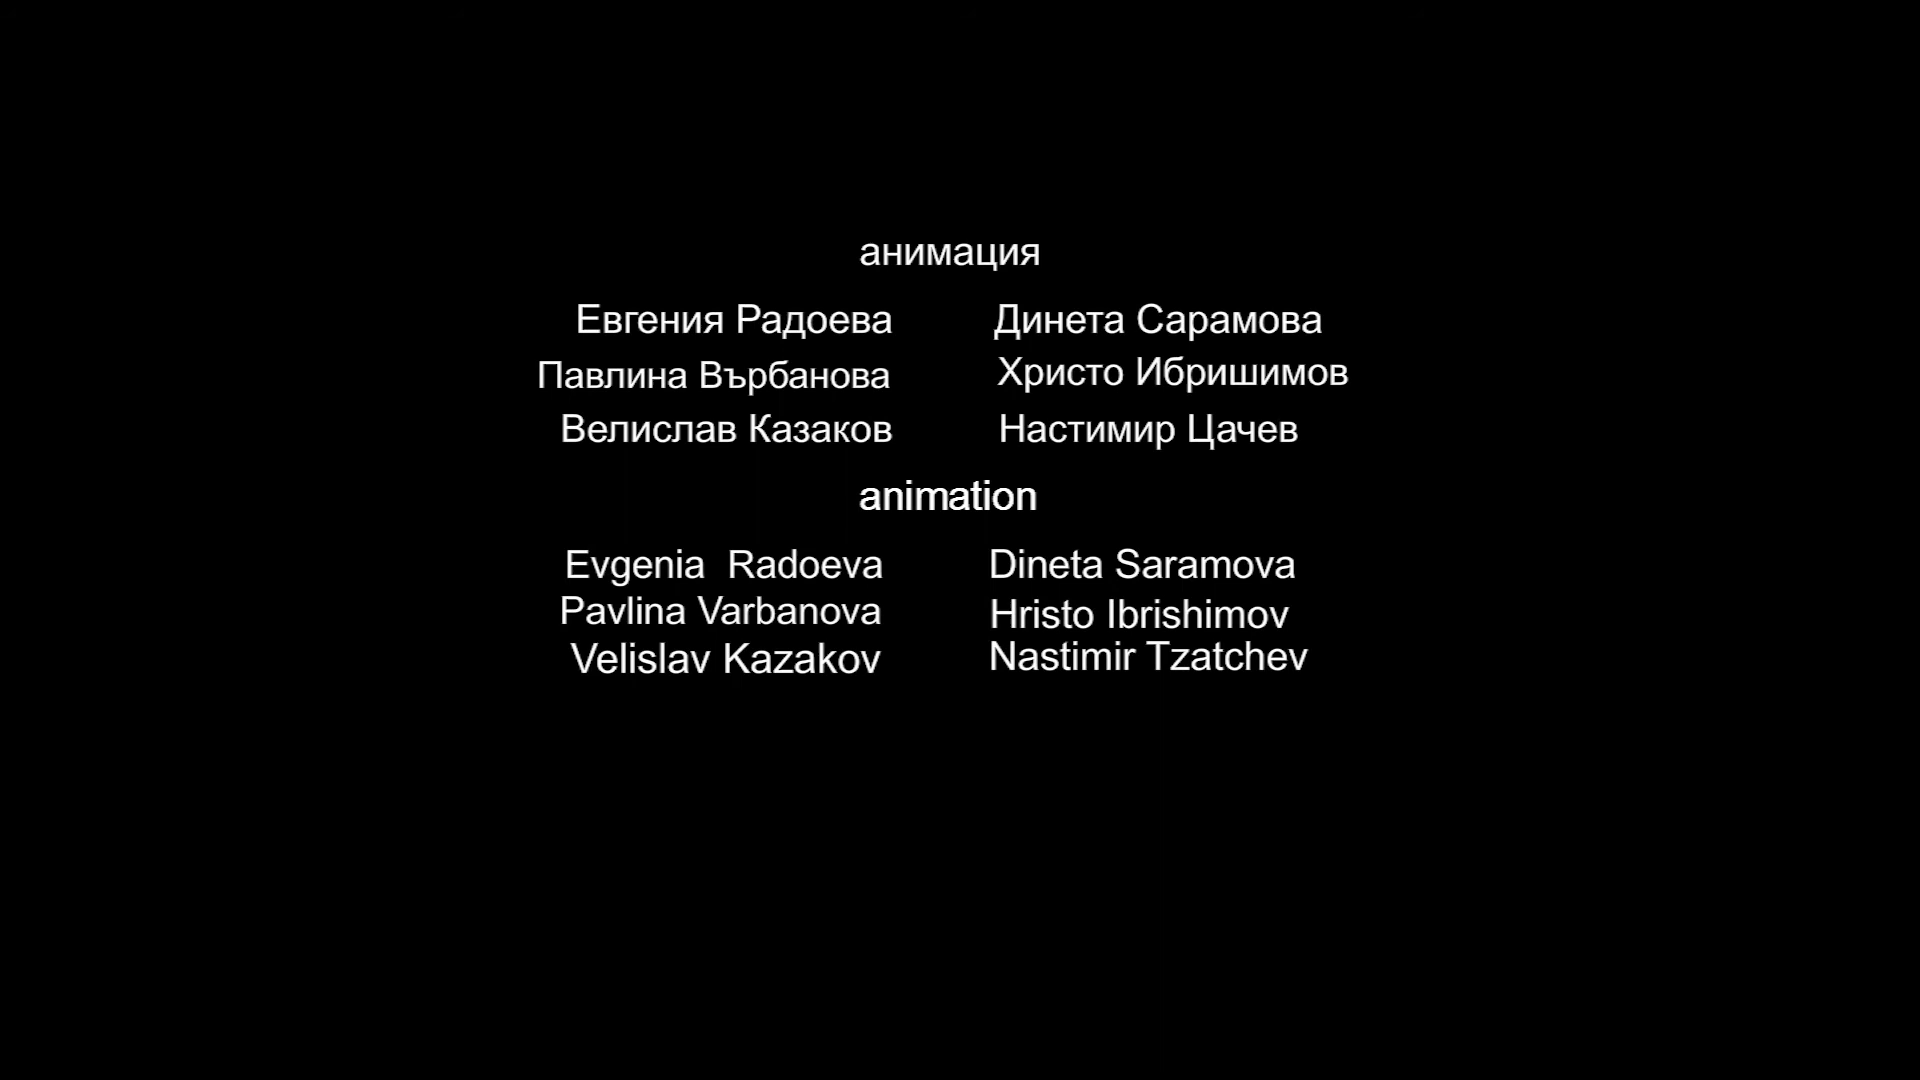 анимация
Евгения Радоева Динета Сарамова
Павлина Върбанова Христо Ибришимов
Велислав Казаков Настимир Цачев
animation
Evgenia Radoeva Dineta Saramova
Pavlina Varbanova Hristo Ibrishimov
Velislav Kazakov Nastimir Tzatchev